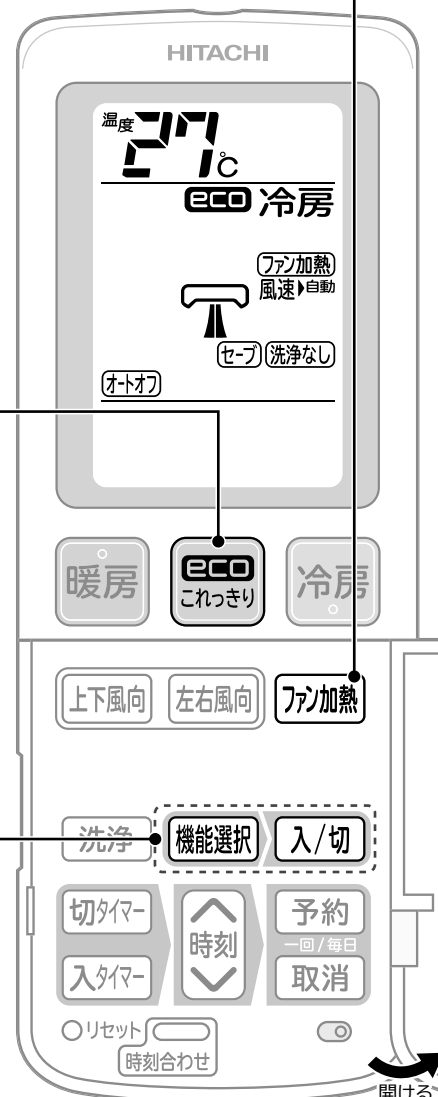 HITACHI
温度27℃
eco 冷房
ファン加熱
風速 自動
セーブ 洗浄なし
オートオフ
暖房 eco これっきり 冷房
上下風向 左右風向 ファン加熱
洗浄 機能選択 入/切
切タイマー 時刻 予約
一回/毎日
入タイマー 取消
リセット
時刻合わせ
開ける